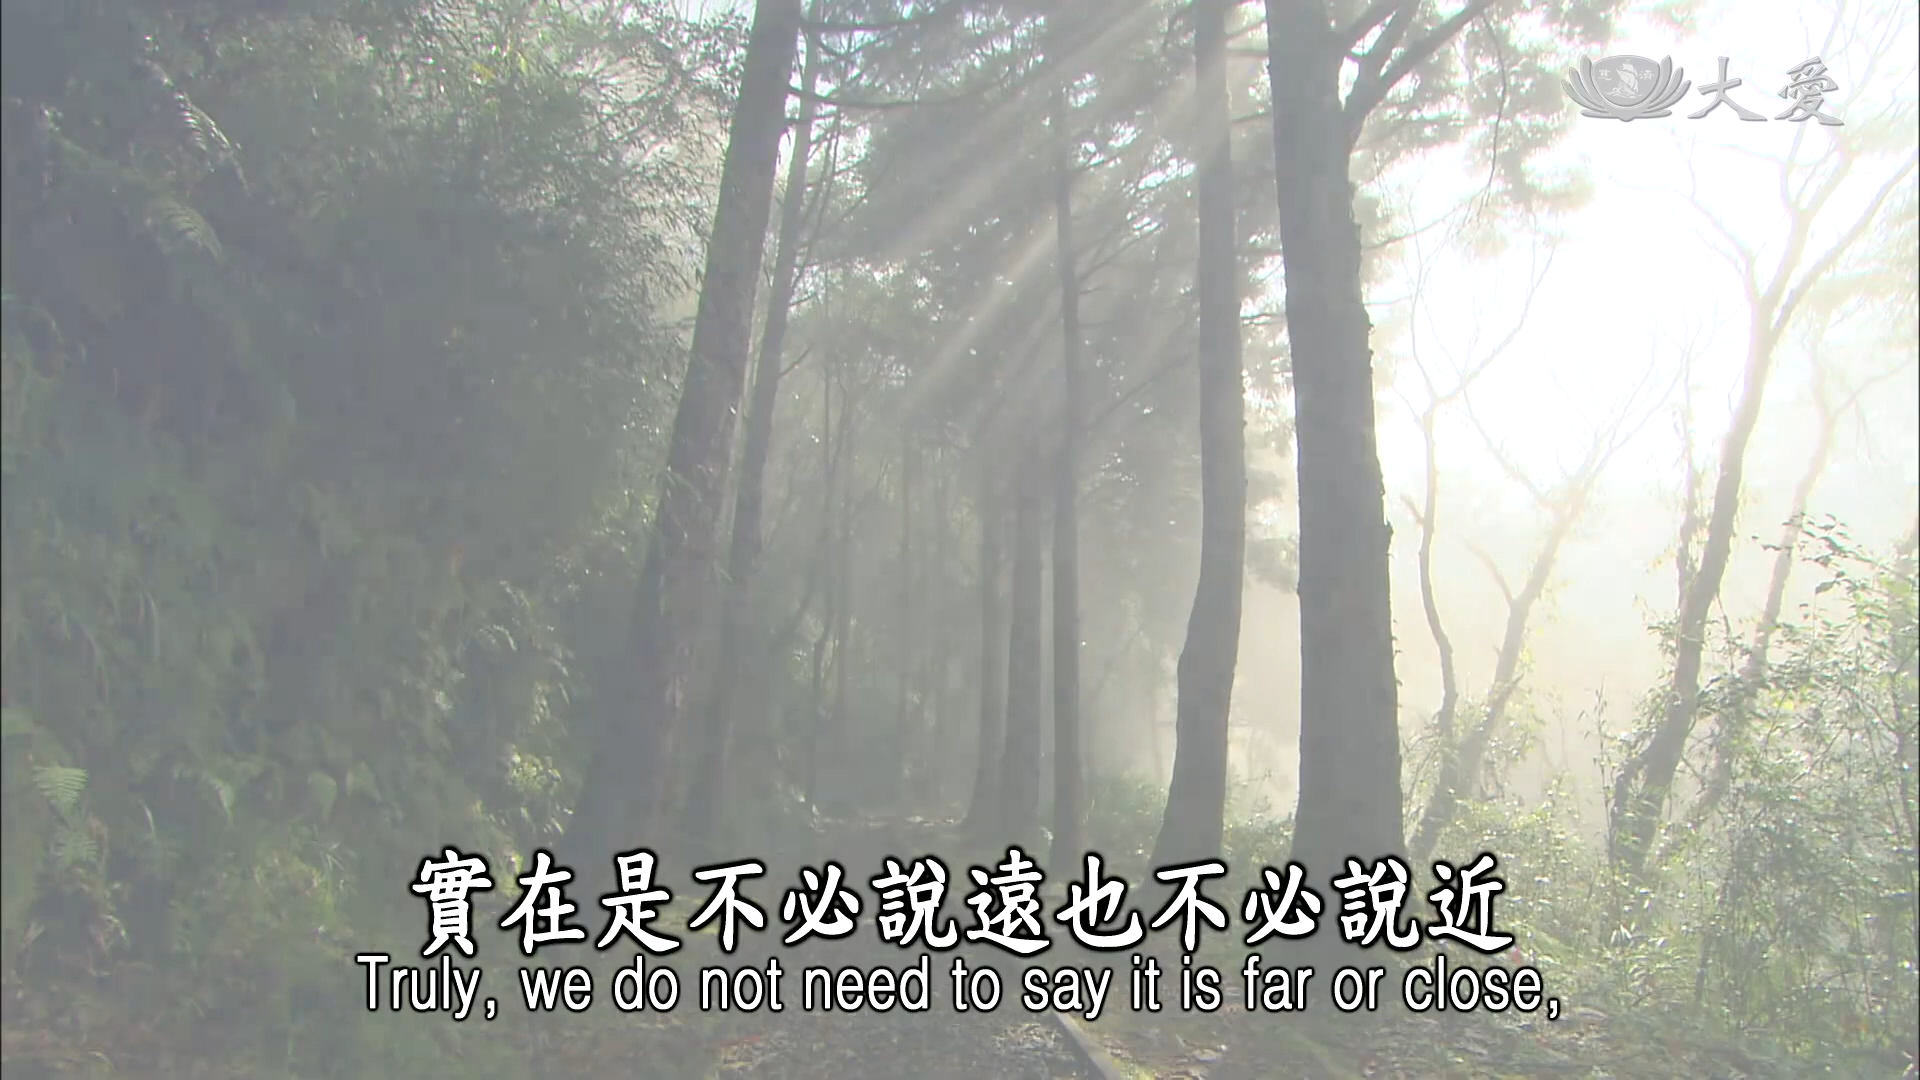 大愛
實在是不必說遠也不必說近
Truly, we do not need to say it is far or close,